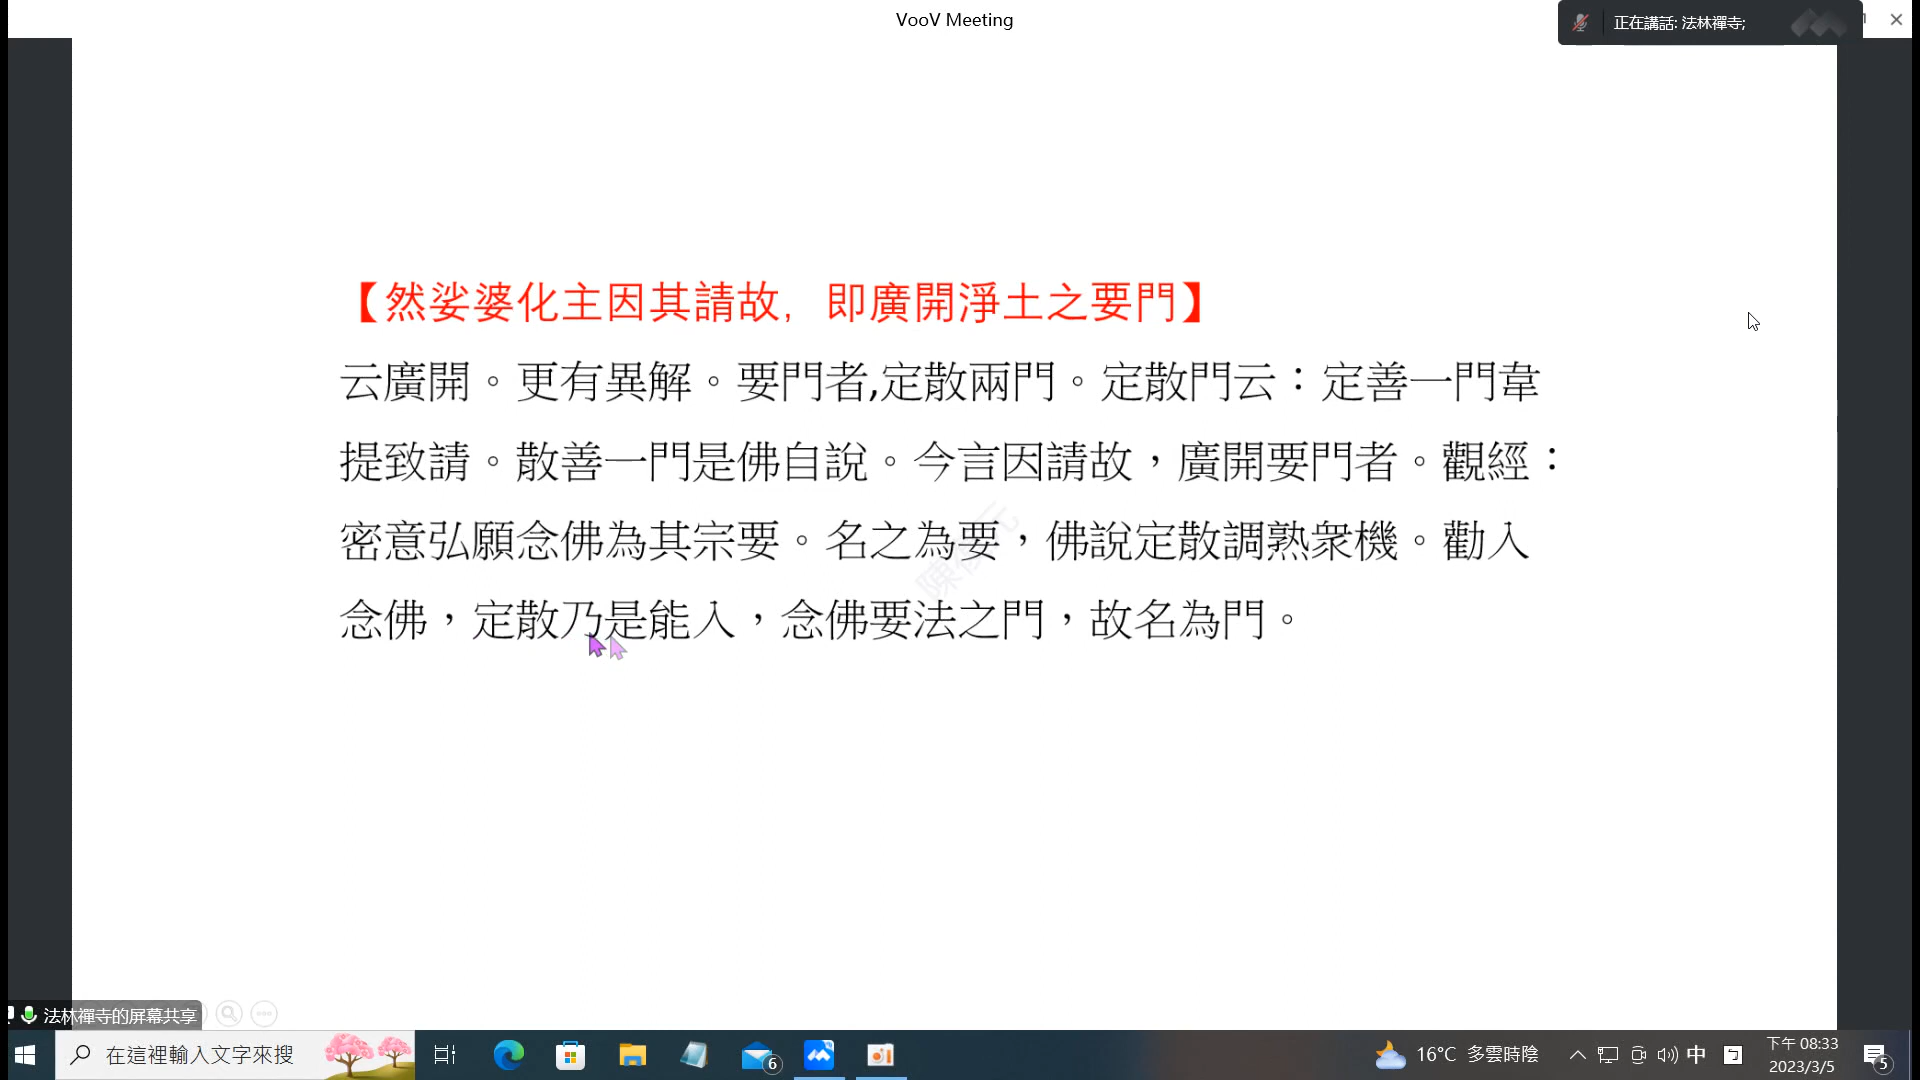 VooV Meeting
正在講話: 法林禪寺;
【然娑婆化主因其請故，即廣開淨土之要門】
云廣開。更有異解。要門者,定散兩門。定散門云：定善一門韋
提致請。散善一門是佛自說。今言因請故，廣開要門者。觀經：
密意弘願念佛為其宗要。名之為要，佛說定散調熟衆機。勸入
念佛，定散乃是能入，念佛要法之門，故名為門。
法林禪寺的屏幕共享
在這裡輸入文字來搜
6
16°C 多雲時陰
中
下午 08:33
2023/3/5
5